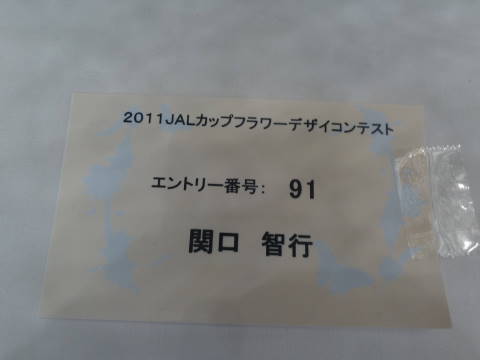 2011JALカップフラワーデザイコンテスト
エントリー番号： 91
関口 智行